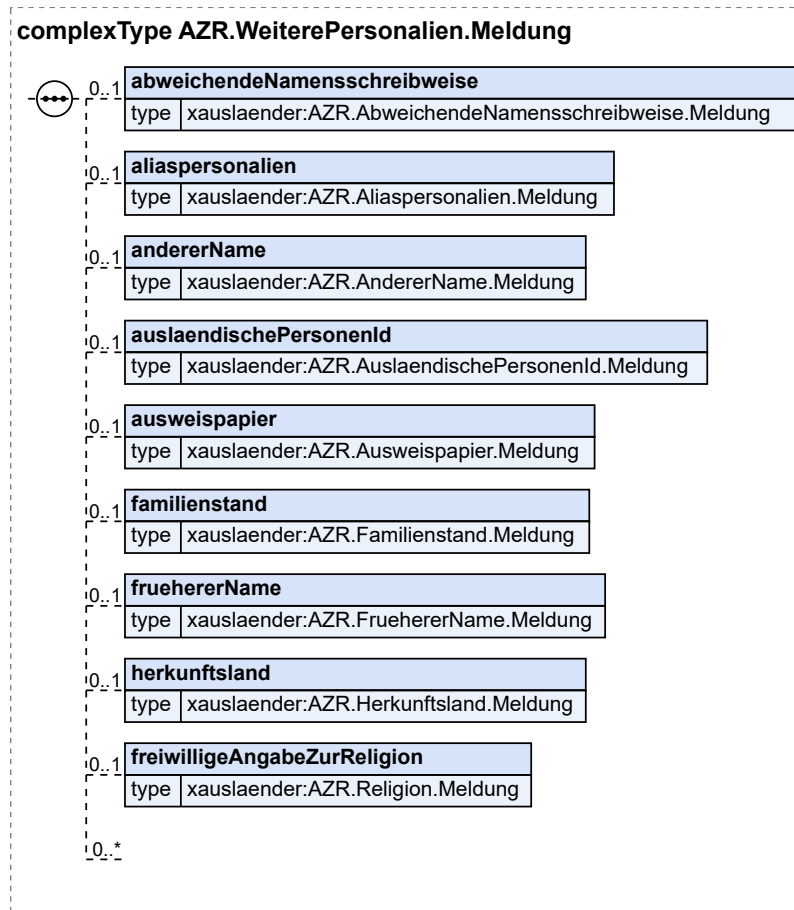 complexType AZR.WeiterePersonalien.Meldung
0..1 abweichendeNamensschreibweise
type xauslaender:AZR.AbweichendeNamensschreibweise.Meldung
0..1 aliaspersonalien
type xauslaender:AZR.Aliaspersonalien.Meldung
0..1 andererName
type xauslaender:AZR.AndererName.Meldung
0..1 auslaendischePersonenId
type xauslaender:AZR.AuslaendischePersonenId.Meldung
0..1 ausweispapier
type xauslaender:AZR.Ausweispapier.Meldung
0..1 familienstand
type xauslaender:AZR.Familienstand.Meldung
0..1 fruehererName
type xauslaender:AZR.FruehererName.Meldung
0..1 herkunftsland
type xauslaender:AZR.Herkunftsland.Meldung
0..1 freiwilligeAngabeZurReligion
type xauslaender:AZR.Religion.Meldung
0..*